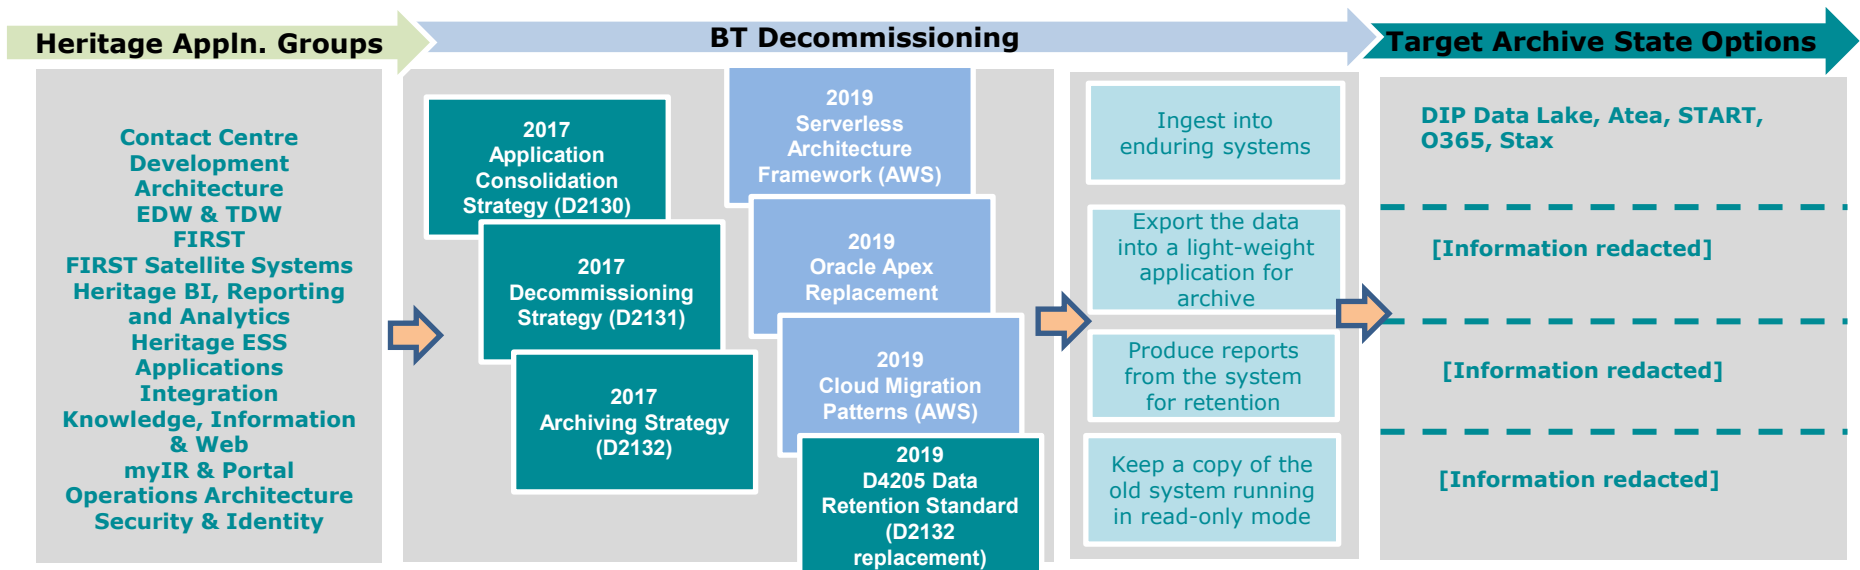 Heritage Appln. Groups
BT Decommissioning
Target Archive State Options
Contact Centre
Development
Architecture
EDW & TDW
FIRST
FIRST Satellite Systems
Heritage BI, Reporting
and Analytics
Heritage ESS
Applications
Integration
Knowledge, Information
& Web
myIR & Portal
Operations Architecture
Security & Identity
2017
Application
Consolidation
Strategy (D2130)
2017
Decommissioning
Strategy (D2131)
2017
Archiving Strategy
(D2132)
2019
Serverless
Architecture
Framework (AWS)
2019
Oracle Apex
Replacement
2019
Cloud Migration
Patterns (AWS)
2019
D4205 Data
Retention Standard
(D2132
replacement)
Ingest into
enduring systems
Export the data
into a light-weight
application for
archive
Produce reports
from the system
for retention
Keep a copy of the
old system running
in read-only mode
DIP Data Lake, Atea, START,
O365, Stax
[Information redacted]
[Information redacted]
[Information redacted]